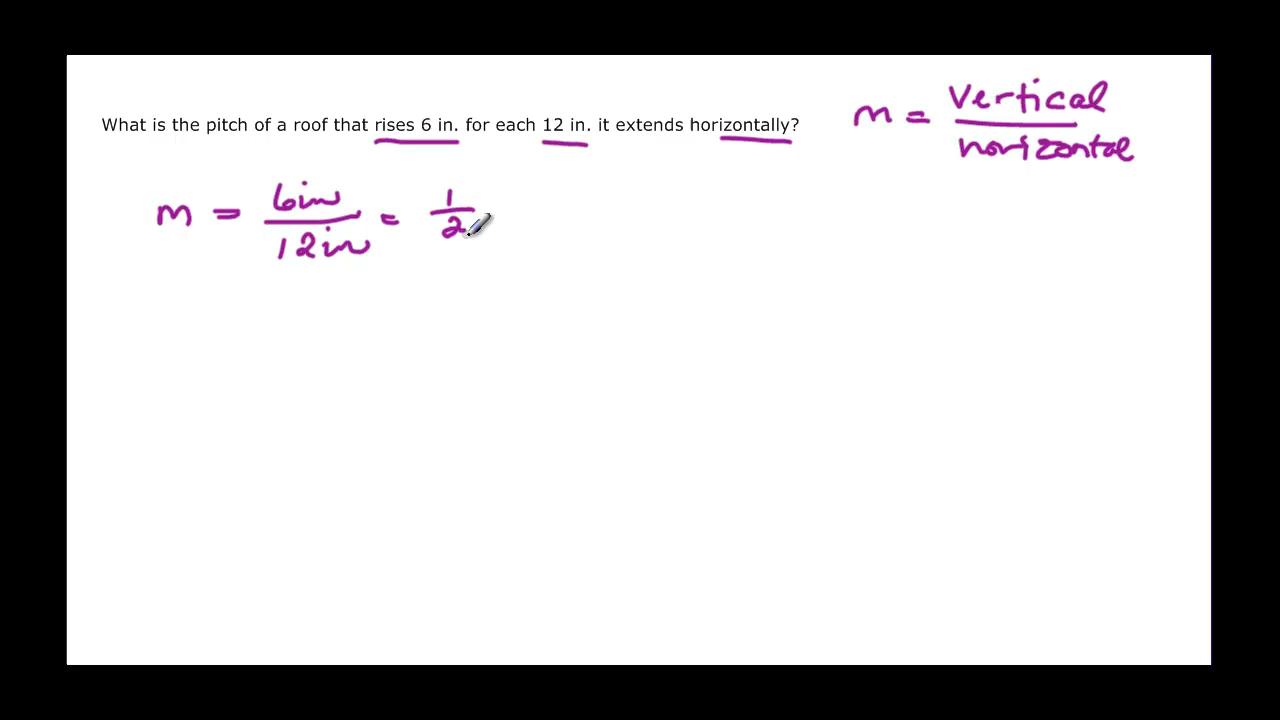 What is the pitch of a roof that rises 6 in. for each 12 in. it extends horizontally?
m = vertical / horizontal
m = 6in / 12in = 1 / 2